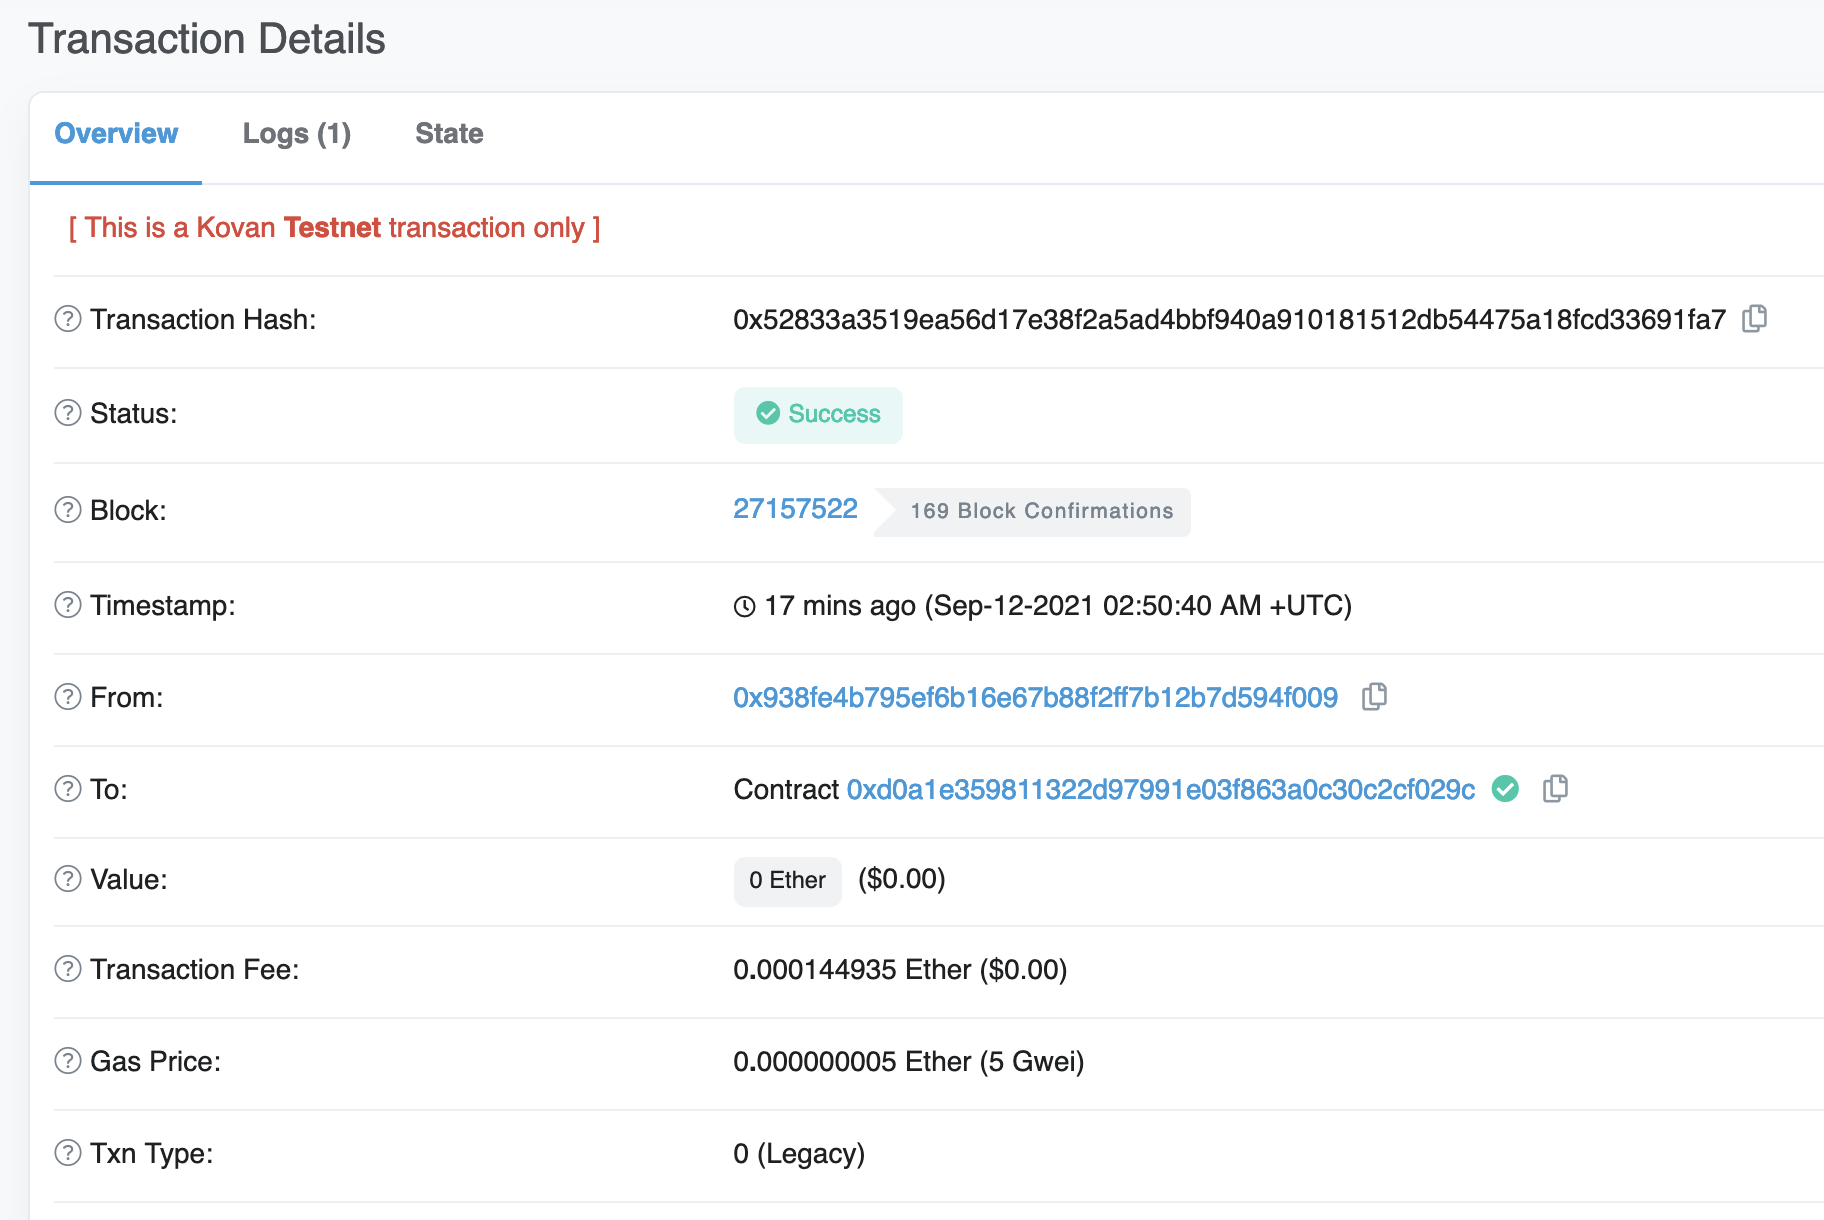 Transaction Details
Overview Logs (1) State
[ This is a Kovan Testnet transaction only ]
Transaction Hash: 0x52833a3519ea56d17e38f2a5ad4bbf940a910181512db54475a18fcd33691fa7
Status: Success
Block: 27157522 169 Block Confirmations
Timestamp: 17 mins ago (Sep-12-2021 02:50:40 AM +UTC)
From: 0x938fe4b795ef6b16e67b88f2ff7b12b7d594f009
To: Contract 0xd0a1e359811322d97991e03f863a0c30c2cf029c
Value: 0 Ether ($0.00)
Transaction Fee: 0.000144935 Ether ($0.00)
Gas Price: 0.000000005 Ether (5 Gwei)
Txn Type: 0 (Legacy)